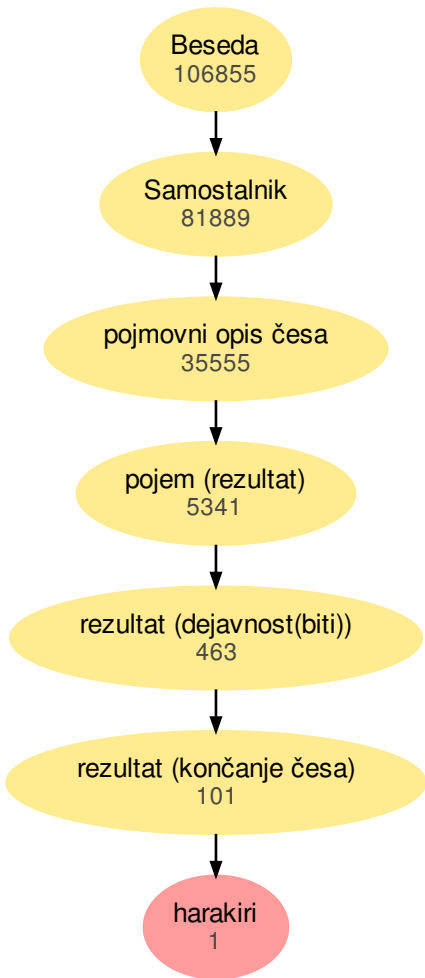 Beseda
106855
Samostalnik
81889
pojmovni opis česa
35555
pojem (rezultat)
5341
rezultat (dejavnost(biti))
463
rezultat (končanje česa)
101
harakiri
1